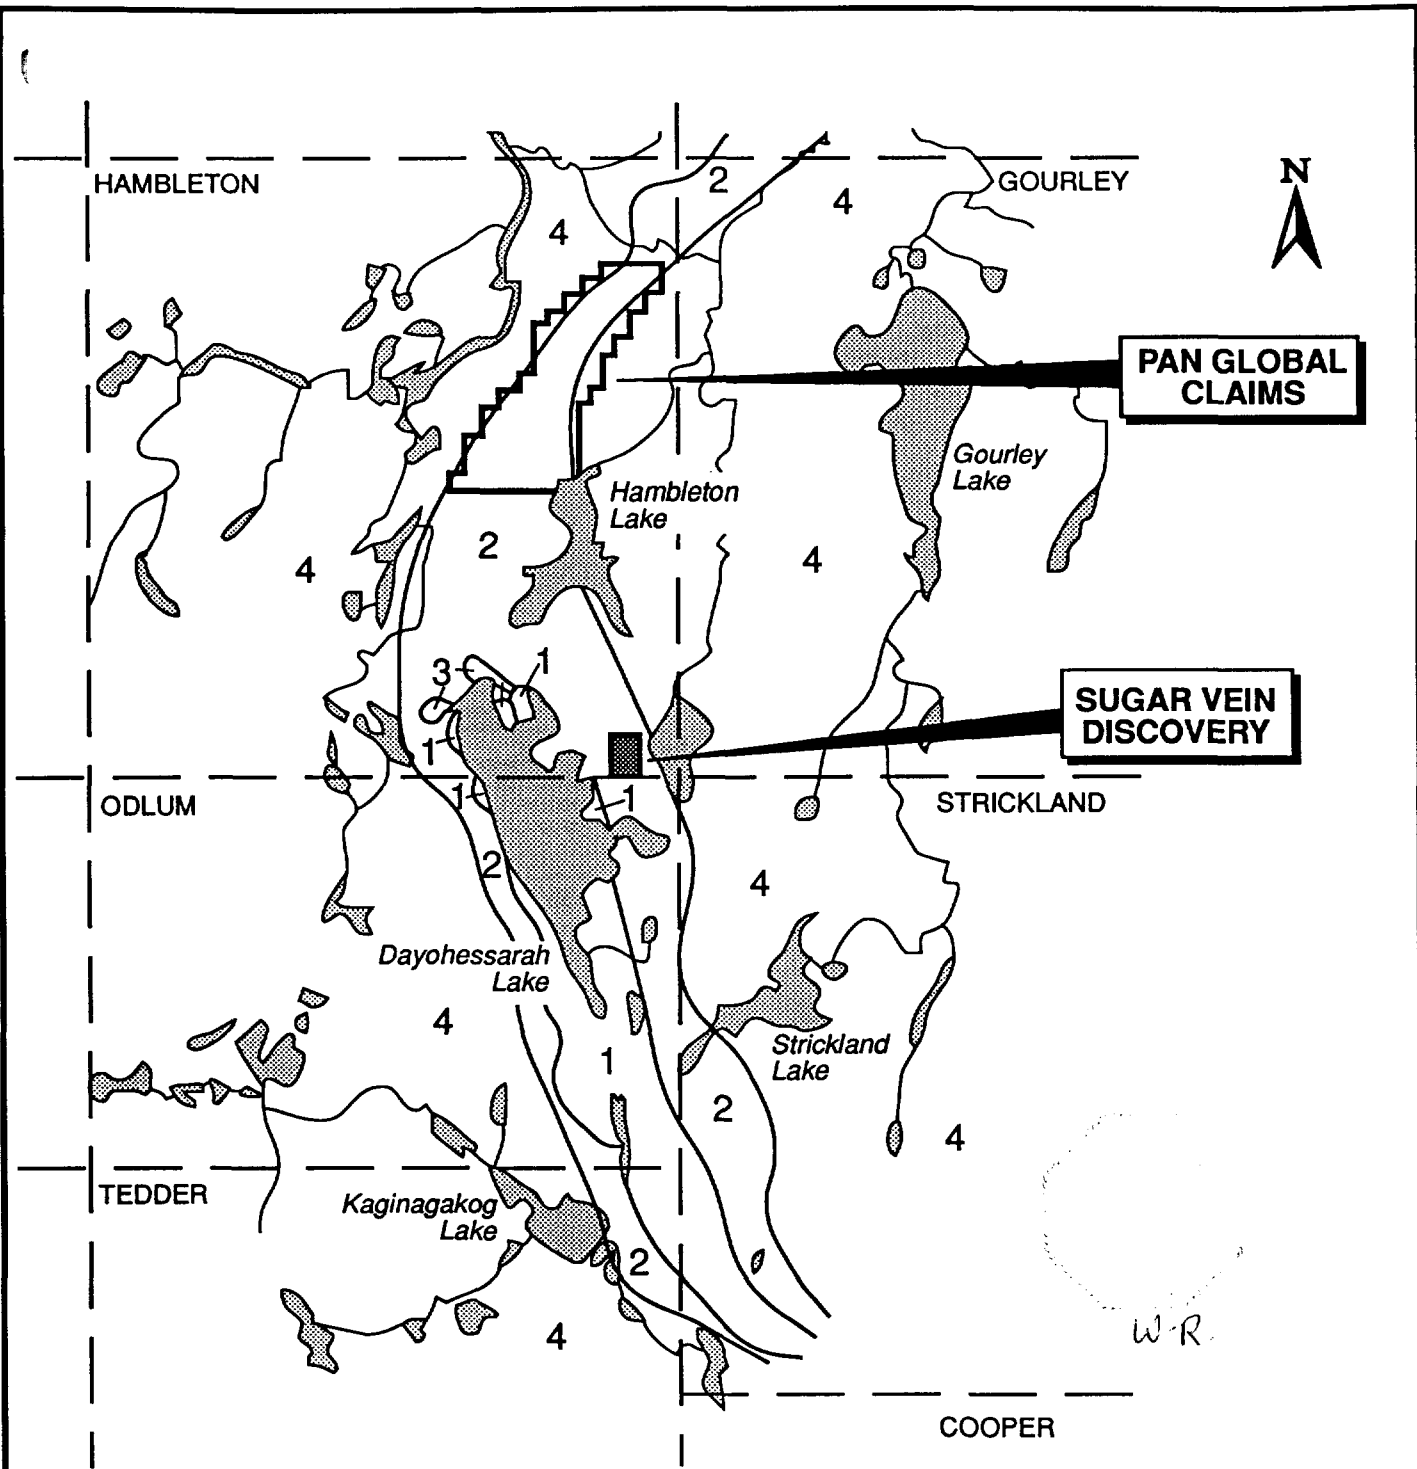 HAMBLETON
2
GOURLEY
N
4
4
PAN GLOBAL
CLAIMS
Gourley
Lake
Hambleton
Lake
2
4
4
3
1
SUGAR VEIN
DISCOVERY
1
ODLUM
1
1
STRICKLAND
2
4
Dayohessarah
Lake
4
Strickland
Lake
1
2
4
TEDDER
Kaginagakog
Lake
2
4
W.R.
COOPER